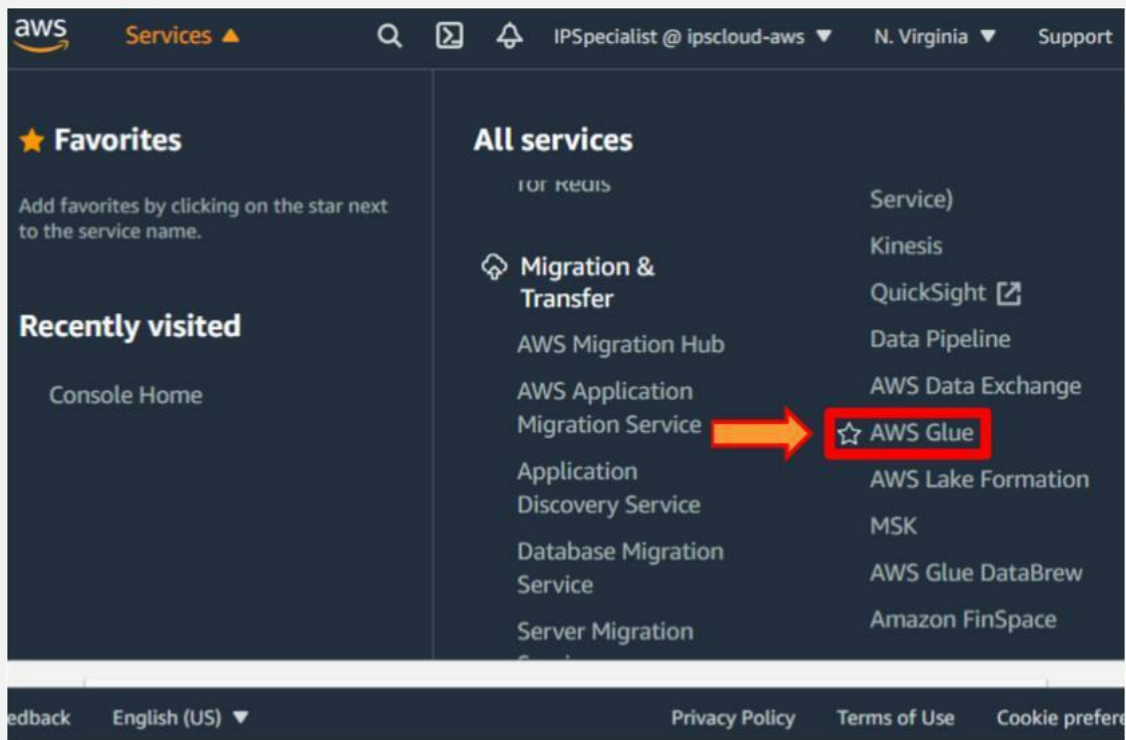 aws Services ▲ IPSpecialist @ ipscloud-aws ▼ N. Virginia ▼ Support
Favorites
Add favorites by clicking on the star next
to the service name.
Recently visited
Console Home
All services
for Redis
Migration &
Transfer
AWS Migration Hub
AWS Application
Migration Service
Application
Discovery Service
Database Migration
Service
Server Migration
Service)
Kinesis
QuickSight
Data Pipeline
AWS Data Exchange
AWS Glue
AWS Lake Formation
MSK
AWS Glue DataBrew
Amazon FinSpace
edback English (US) ▼ Privacy Policy Terms of Use Cookie prefere